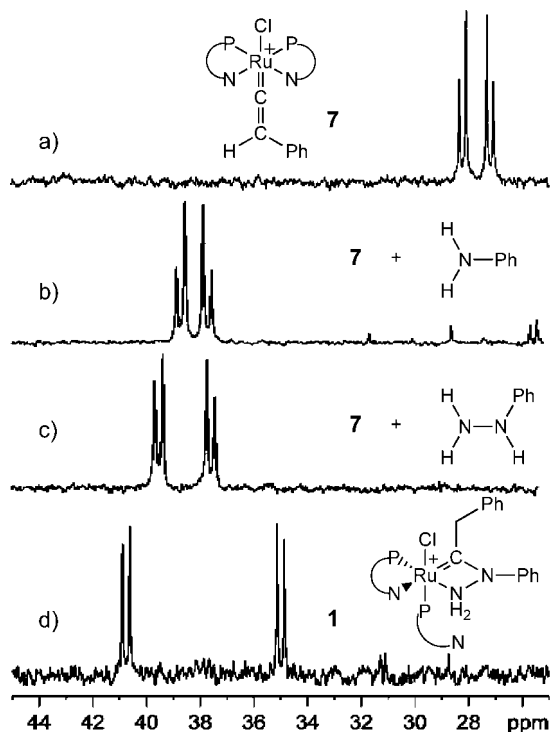 Cl
P + P
Ru
N N
C
C
H Ph
7
a)
H
N Ph
H
7 +
b)
Ph
H
N N
H H
7 +
c)
Ph
Cl
P + C
Ru N Ph
N N
P H2
N
1
d)
44 42 40 38 36 34 32 30 28 ppm